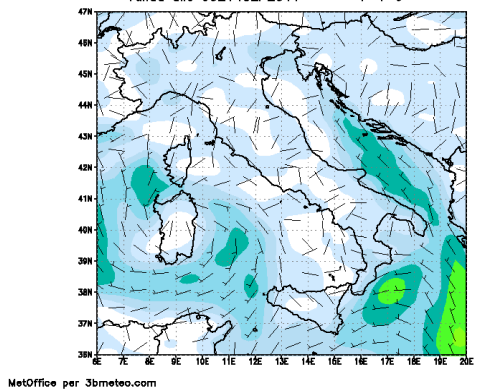 47N
46N
45N
44N
43N
42N
41N
40N
39N
38N
37N
36N
6E 7E 8E 9E 10E 11E 12E 13E 14E 15E 16E 17E 18E 19E 20E
MetOffice per 3bmeteo.com